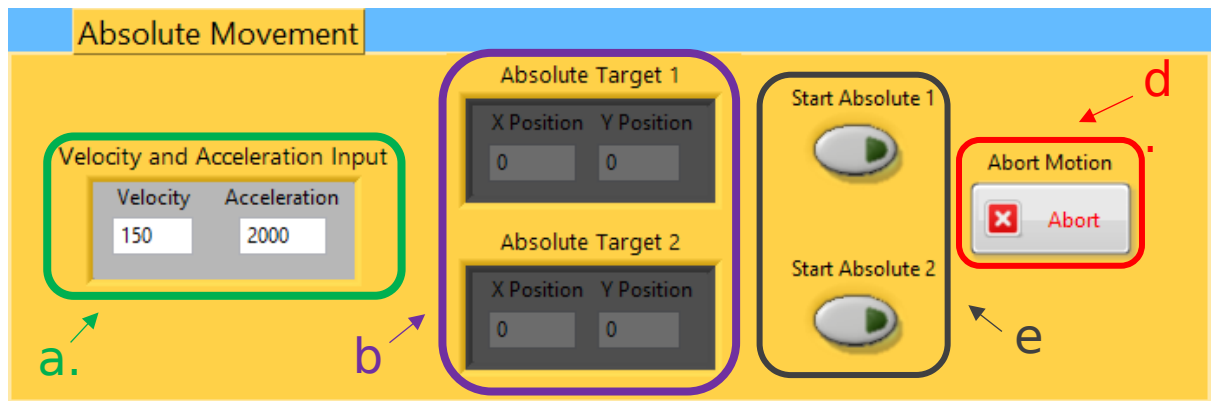 Absolute Movement
Velocity and Acceleration Input
Velocity Acceleration
150 2000
a.
Absolute Target 1
X Position Y Position
0 0
Absolute Target 2
X Position Y Position
0 0
b
Start Absolute 1
Start Absolute 2
e
d
.
Abort Motion
Abort